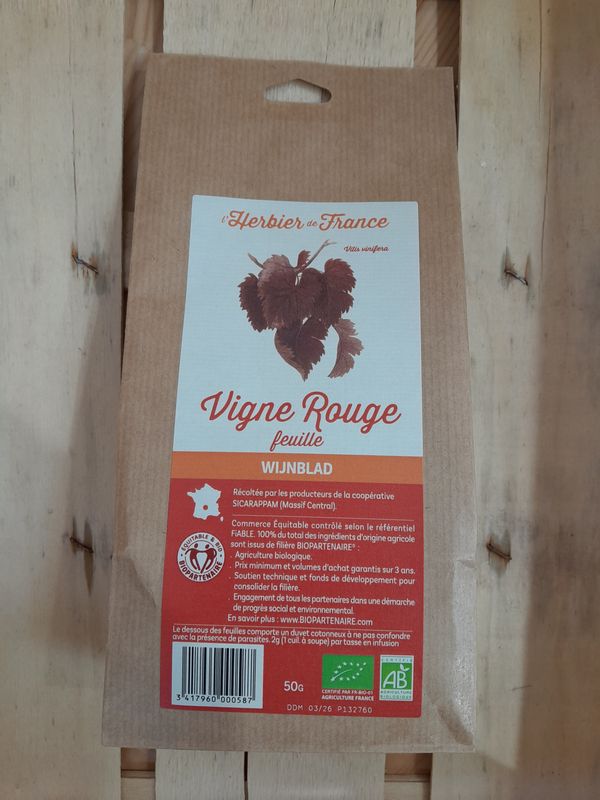 l'Herbier de France
Vitis vinifera
Vigne Rouge
feuille
WIJNBLAD
Récoltée par les producteurs de la coopérative
SICARAPPAM (Massif Central).
EQUITABLE & BIO
BIOPARTENAIRE
Commerce Équitable contrôlé selon le référentiel
FiABLE. 100% du total des ingrédients d'origine agricole
sont issus de filière BIOPARTENAIRE® :
. Agriculture biologique.
. Prix minimum et volumes d'achat garantis sur 3 ans.
. Soutien technique et fonds de développement pour
consolider la filière.
. Engagement de tous les partenaires dans une démarche
de progrès social et environnemental.
En savoir plus : www.BIOPARTENAIRE.com
Le dessous des feuilles comporte un duvet cotonneux à ne pas confondre
avec la présence de parasites. 2g (1 cuil. à soupe) par tasse en infusion
3 417960 000587
50G
CERTIFIÉ PAR FR-BIO-01
AGRICULTURE FRANCE
CERTIFIÉ
AB
AGRICULTURE
BIOLOGIQUE
DDM 03/26 P132760